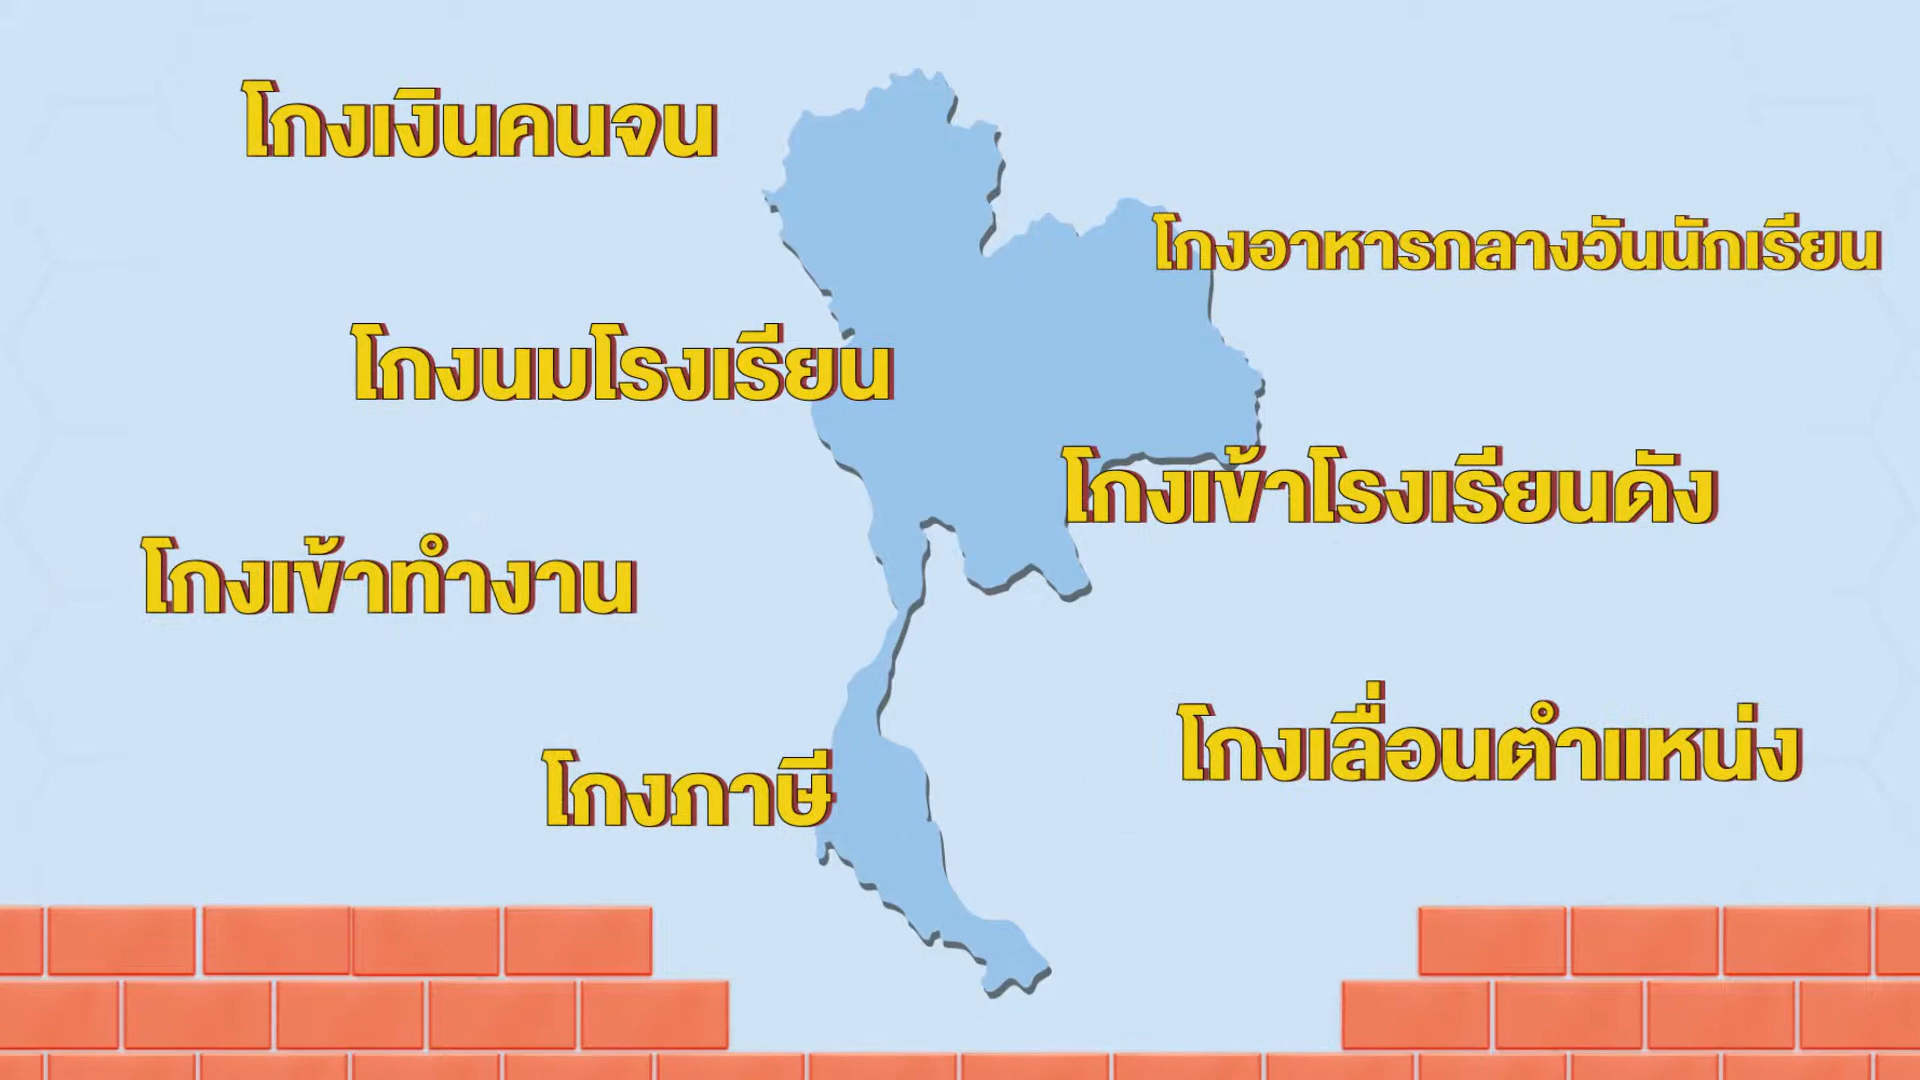 โกงเงินคนจน
โกงอาหารกลางวันนักเรียน
โกงนมโรงเรียน
โกงเข้าโรงเรียนดัง
โกงเข้าทำงาน
โกงเลื่อนตำแหน่ง
โกงภาษี